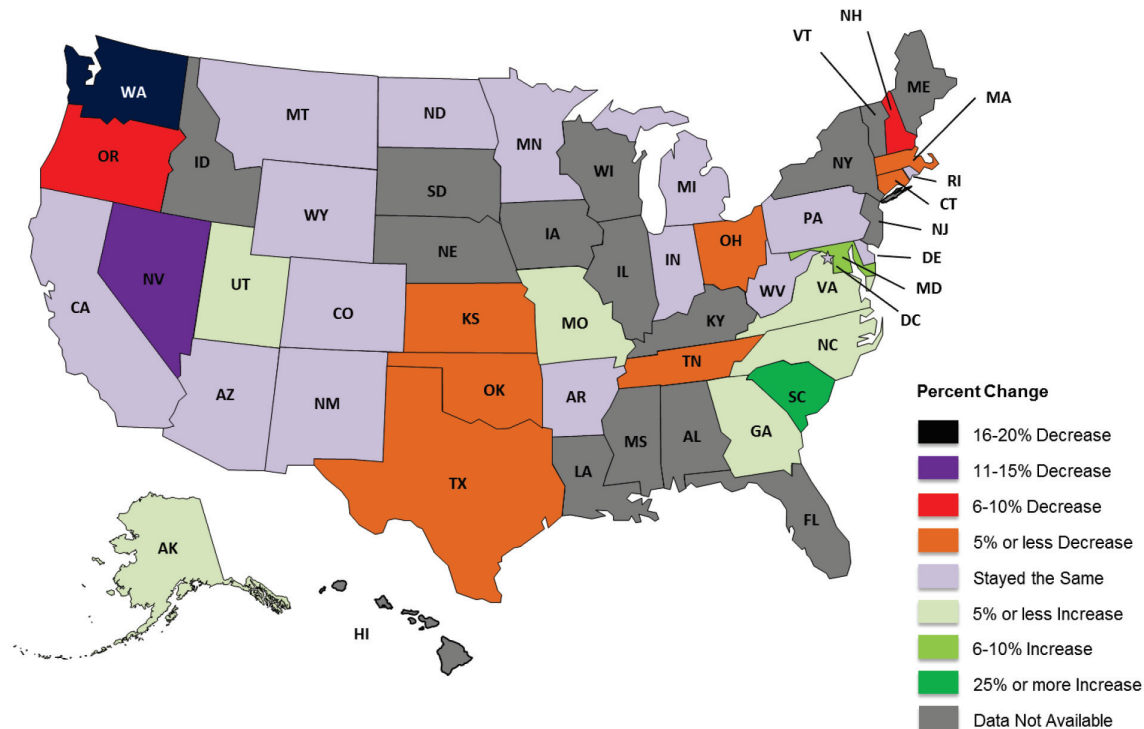 NH
VT
WA
MT
ND
ME
MA
MN
OR
ID
WI
NY
SD
MI
RI
WY
CT
PA
IA
NJ
NE
OH
NV
IL
IN
DE
UT
WV
VA
CA
CO
MD
KS
MO
KY
DC
NC
TN
OK
AZ
NM
AR
SC
Percent Change
MS
AL
GA
16-20% Decrease
LA
11-15% Decrease
TX
6-10% Decrease
FL
5% or less Decrease
AK
Stayed the Same
5% or less Increase
HI
6-10% Increase
25% or more Increase
Data Not Available